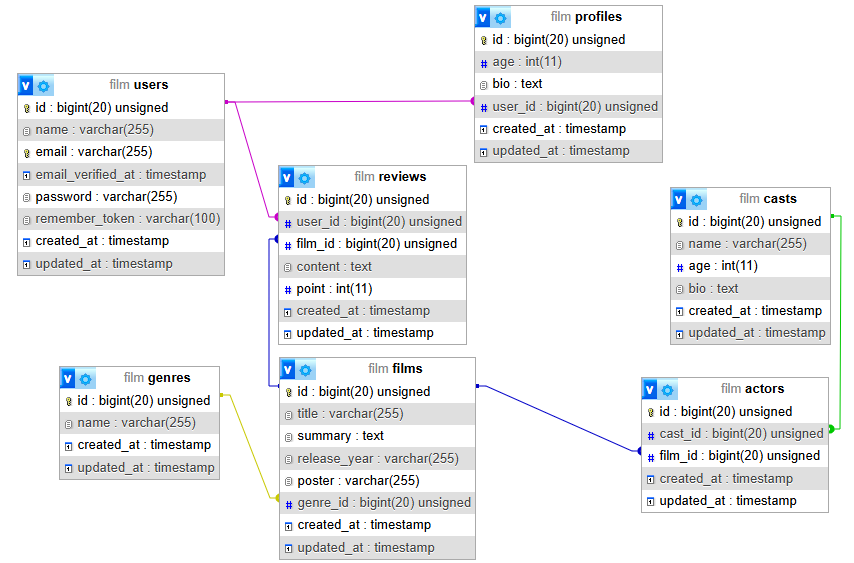 film profiles
id : bigint(20) unsigned
age : int(11)
bio : text
user_id : bigint(20) unsigned
created_at : timestamp
updated_at : timestamp
film users
id : bigint(20) unsigned
name : varchar(255)
email : varchar(255)
email_verified_at : timestamp
password : varchar(255)
remember_token : varchar(100)
created_at : timestamp
updated_at : timestamp
film reviews
id : bigint(20) unsigned
user_id : bigint(20) unsigned
film_id : bigint(20) unsigned
content : text
point : int(11)
created_at : timestamp
updated_at : timestamp
film casts
id : bigint(20) unsigned
name : varchar(255)
age : int(11)
bio : text
created_at : timestamp
updated_at : timestamp
film genres
id : bigint(20) unsigned
name : varchar(255)
created_at : timestamp
updated_at : timestamp
film films
id : bigint(20) unsigned
title : varchar(255)
summary : text
release_year : varchar(255)
poster : varchar(255)
genre_id : bigint(20) unsigned
created_at : timestamp
updated_at : timestamp
film actors
id : bigint(20) unsigned
cast_id : bigint(20) unsigned
film_id : bigint(20) unsigned
created_at : timestamp
updated_at : timestamp